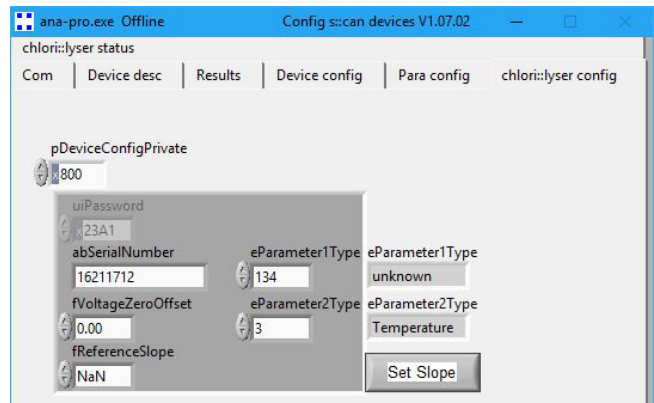 ana-pro.exe Offline Config s::can devices V1.07.02
chlori::lyser status
Com Device desc Results Device config Para config chlori::lyser config
pDeviceConfigPrivate
x800
uiPassword
x23A1
abSerialNumber eParameter1Type eParameter1Type
16211712 134 unknown
fVoltageZeroOffset eParameter2Type eParameter2Type
0.00 3 Temperature
fReferenceSlope
NaN Set Slope